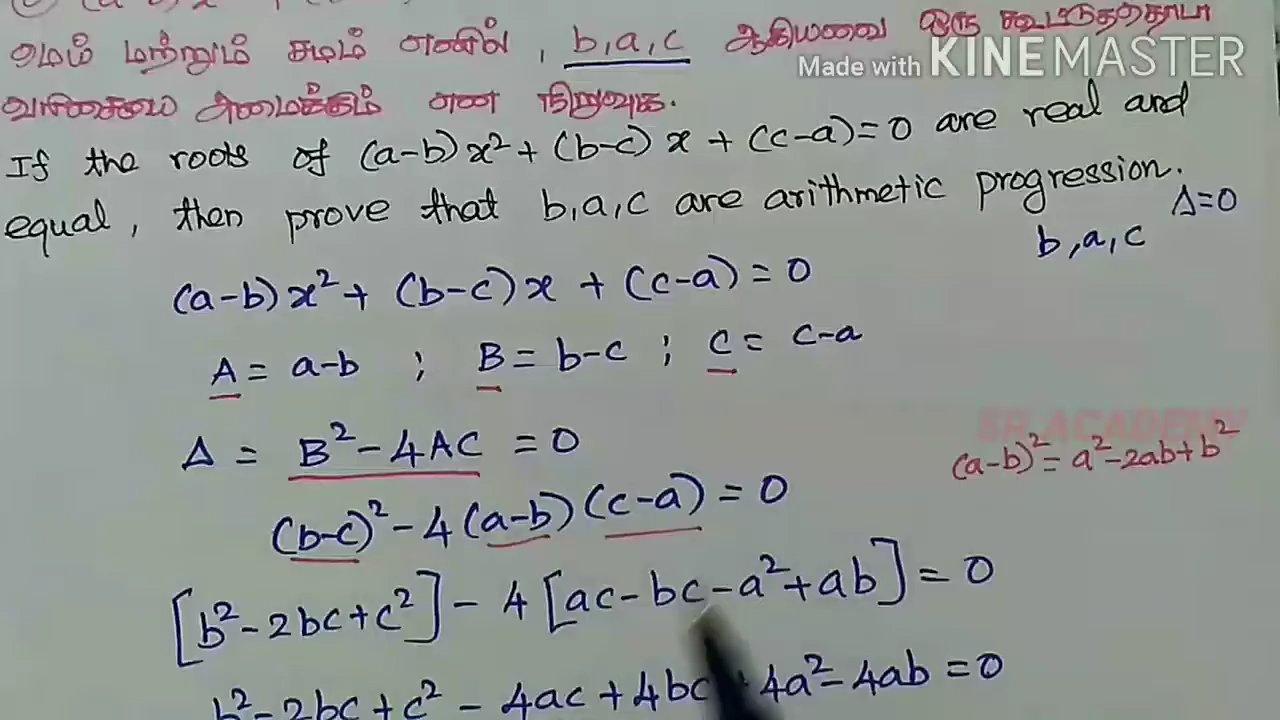 (a-b)x²+(
சமம் மற்றும் மெய் எனில், b,a,c ஆகியவை ஒரு கூட்டுத்தொடர்
Made with KINEMASTER
வரிசையை அமைக்கும் என நிறுவுக.
If the roots of (a-b)x²+(b-c)x+(c-a)=0 are real and
equal, then prove that b,a,c are arithmetic progression.
Δ=0
b,a,c
(a-b)x²+(b-c)x+(c-a)=0
A=a-b ; B=b-c ; C=c-a
Δ = B²-4AC =0
SR ACADEMY
(a-b)²=a²-2ab+b²
(b-c)²-4(a-b)(c-a)=0
[b²-2bc+c²]-4[ac-bc-a²+ab]=0
b²-2bc+c²-4ac+4bc+4a²-4ab=0